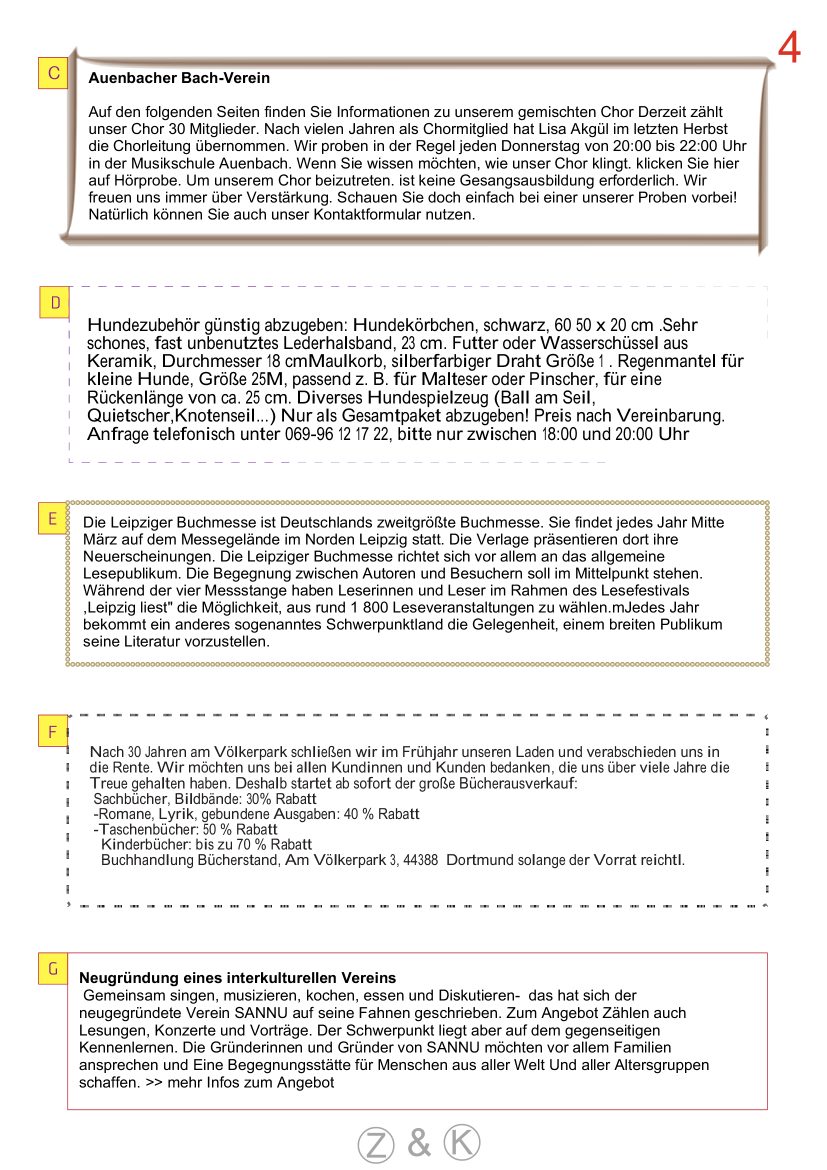 4
C
Auenbacher Bach-Verein
Auf den folgenden Seiten finden Sie Informationen zu unserem gemischten Chor Derzeit zählt
unser Chor 30 Mitglieder. Nach vielen Jahren als Chormitglied hat Lisa Akgül im letzten Herbst
die Chorleitung übernommen. Wir proben in der Regel jeden Donnerstag von 20:00 bis 22:00 Uhr
in der Musikschule Auenbach. Wenn Sie wissen möchten, wie unser Chor klingt. klicken Sie hier
auf Hörprobe. Um unserem Chor beizutreten. ist keine Gesangsausbildung erforderlich. Wir
freuen uns immer über Verstärkung. Schauen Sie doch einfach bei einer unserer Proben vorbei!
Natürlich können Sie auch unser Kontaktformular nutzen.
D
Hundezubehör günstig abzugeben: Hundekörbchen, schwarz, 60 50 x 20 cm .Sehr
schones, fast unbenutztes Lederhalsband, 23 cm. Futter oder Wasserschüssel aus
Keramik, Durchmesser 18 cmMaulkorb, silberfarbiger Draht Größe 1 . Regenmantel für
kleine Hunde, Größe 25M, passend z. B. für Malteser oder Pinscher, für eine
Rückenlänge von ca. 25 cm. Diverses Hundespielzeug (Ball am Seil,
Quietscher,Knotenseil...) Nur als Gesamtpaket abzugeben! Preis nach Vereinbarung.
Anfrage telefonisch unter 069-96 12 17 22, bitte nur zwischen 18:00 und 20:00 Uhr
E
Die Leipziger Buchmesse ist Deutschlands zweitgrößte Buchmesse. Sie findet jedes Jahr Mitte
März auf dem Messegelände im Norden Leipzig statt. Die Verlage präsentieren dort ihre
Neuerscheinungen. Die Leipziger Buchmesse richtet sich vor allem an das allgemeine
Lesepublikum. Die Begegnung zwischen Autoren und Besuchern soll im Mittelpunkt stehen.
Während der vier Messstange haben Leserinnen und Leser im Rahmen des Lesefestivals
,Leipzig liest" die Möglichkeit, aus rund 1 800 Leseveranstaltungen zu wählen.mJedes Jahr
bekommt ein anderes sogenanntes Schwerpunktland die Gelegenheit, einem breiten Publikum
seine Literatur vorzustellen.
F
Nach 30 Jahren am Völkerpark schließen wir im Frühjahr unseren Laden und verabschieden uns in
die Rente. Wir möchten uns bei allen Kundinnen und Kunden bedanken, die uns über viele Jahre die
Treue gehalten haben. Deshalb startet ab sofort der große Bücherausverkauf:
Sachbücher, Bildbände: 30% Rabatt
-Romane, Lyrik, gebundene Ausgaben: 40 % Rabatt
-Taschenbücher: 50 % Rabatt
Kinderbücher: bis zu 70 % Rabatt
Buchhandlung Bücherstand, Am Völkerpark 3, 44388 Dortmund solange der Vorrat reichtl.
G
Neugründung eines interkulturellen Vereins
Gemeinsam singen, musizieren, kochen, essen und Diskutieren- das hat sich der
neugegründete Verein SANNU auf seine Fahnen geschrieben. Zum Angebot Zählen auch
Lesungen, Konzerte und Vorträge. Der Schwerpunkt liegt aber auf dem gegenseitigen
Kennenlernen. Die Gründerinnen und Gründer von SANNU möchten vor allem Familien
ansprechen und Eine Begegnungsstätte für Menschen aus aller Welt Und aller Altersgruppen
schaffen. >> mehr Infos zum Angebot
Z & K